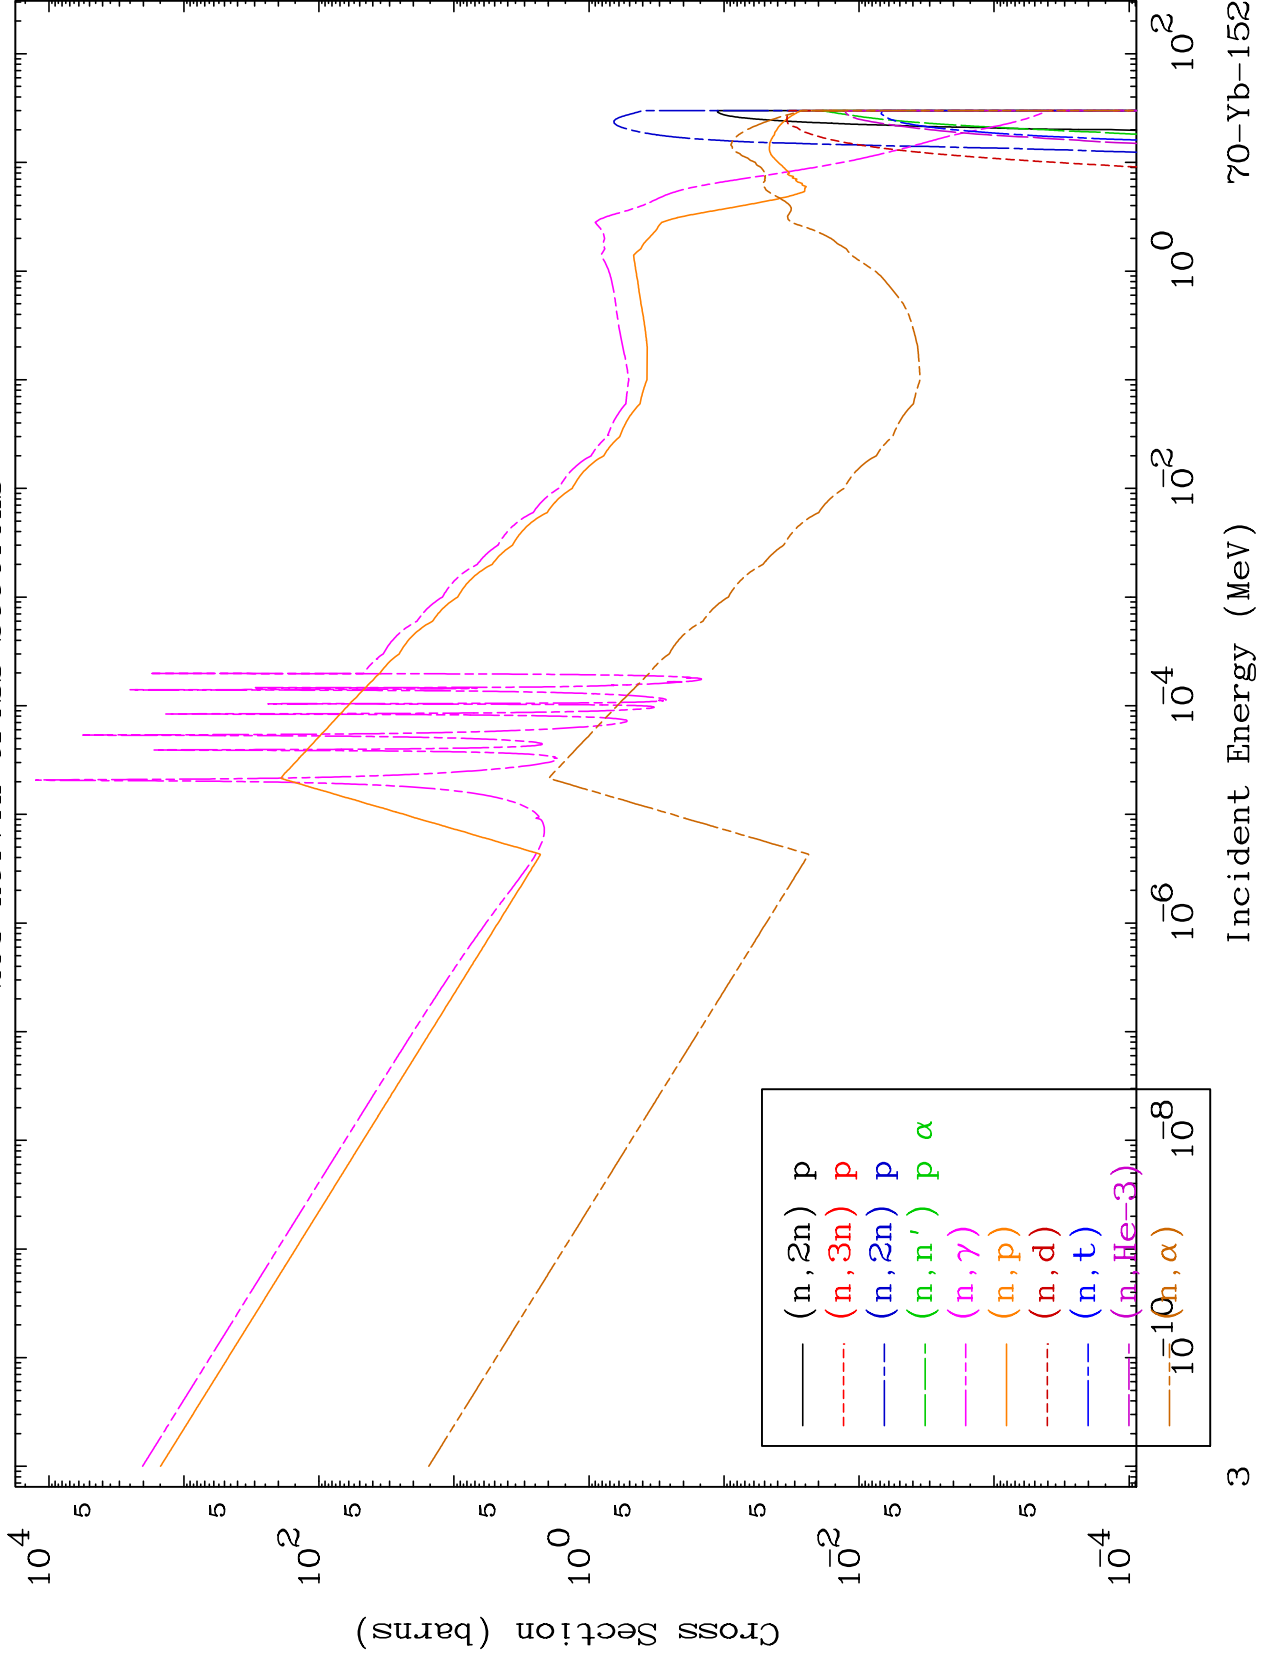 Cross Section (barns)
10^4
5
10^2
5
5
10^0
5
5
10^-2
5
5
10^-4
(n,2n) p
(n,3n) p
(n,2n) p
(n,n') p α
(n,γ)
(n,p)
(n,d)
(n,t)
(n,He-3)
(n,α)
10^-10 10^-8 10^-6 10^-4 10^-2 10^0 10^2
Incident Energy (MeV)
3 70-Yb-152